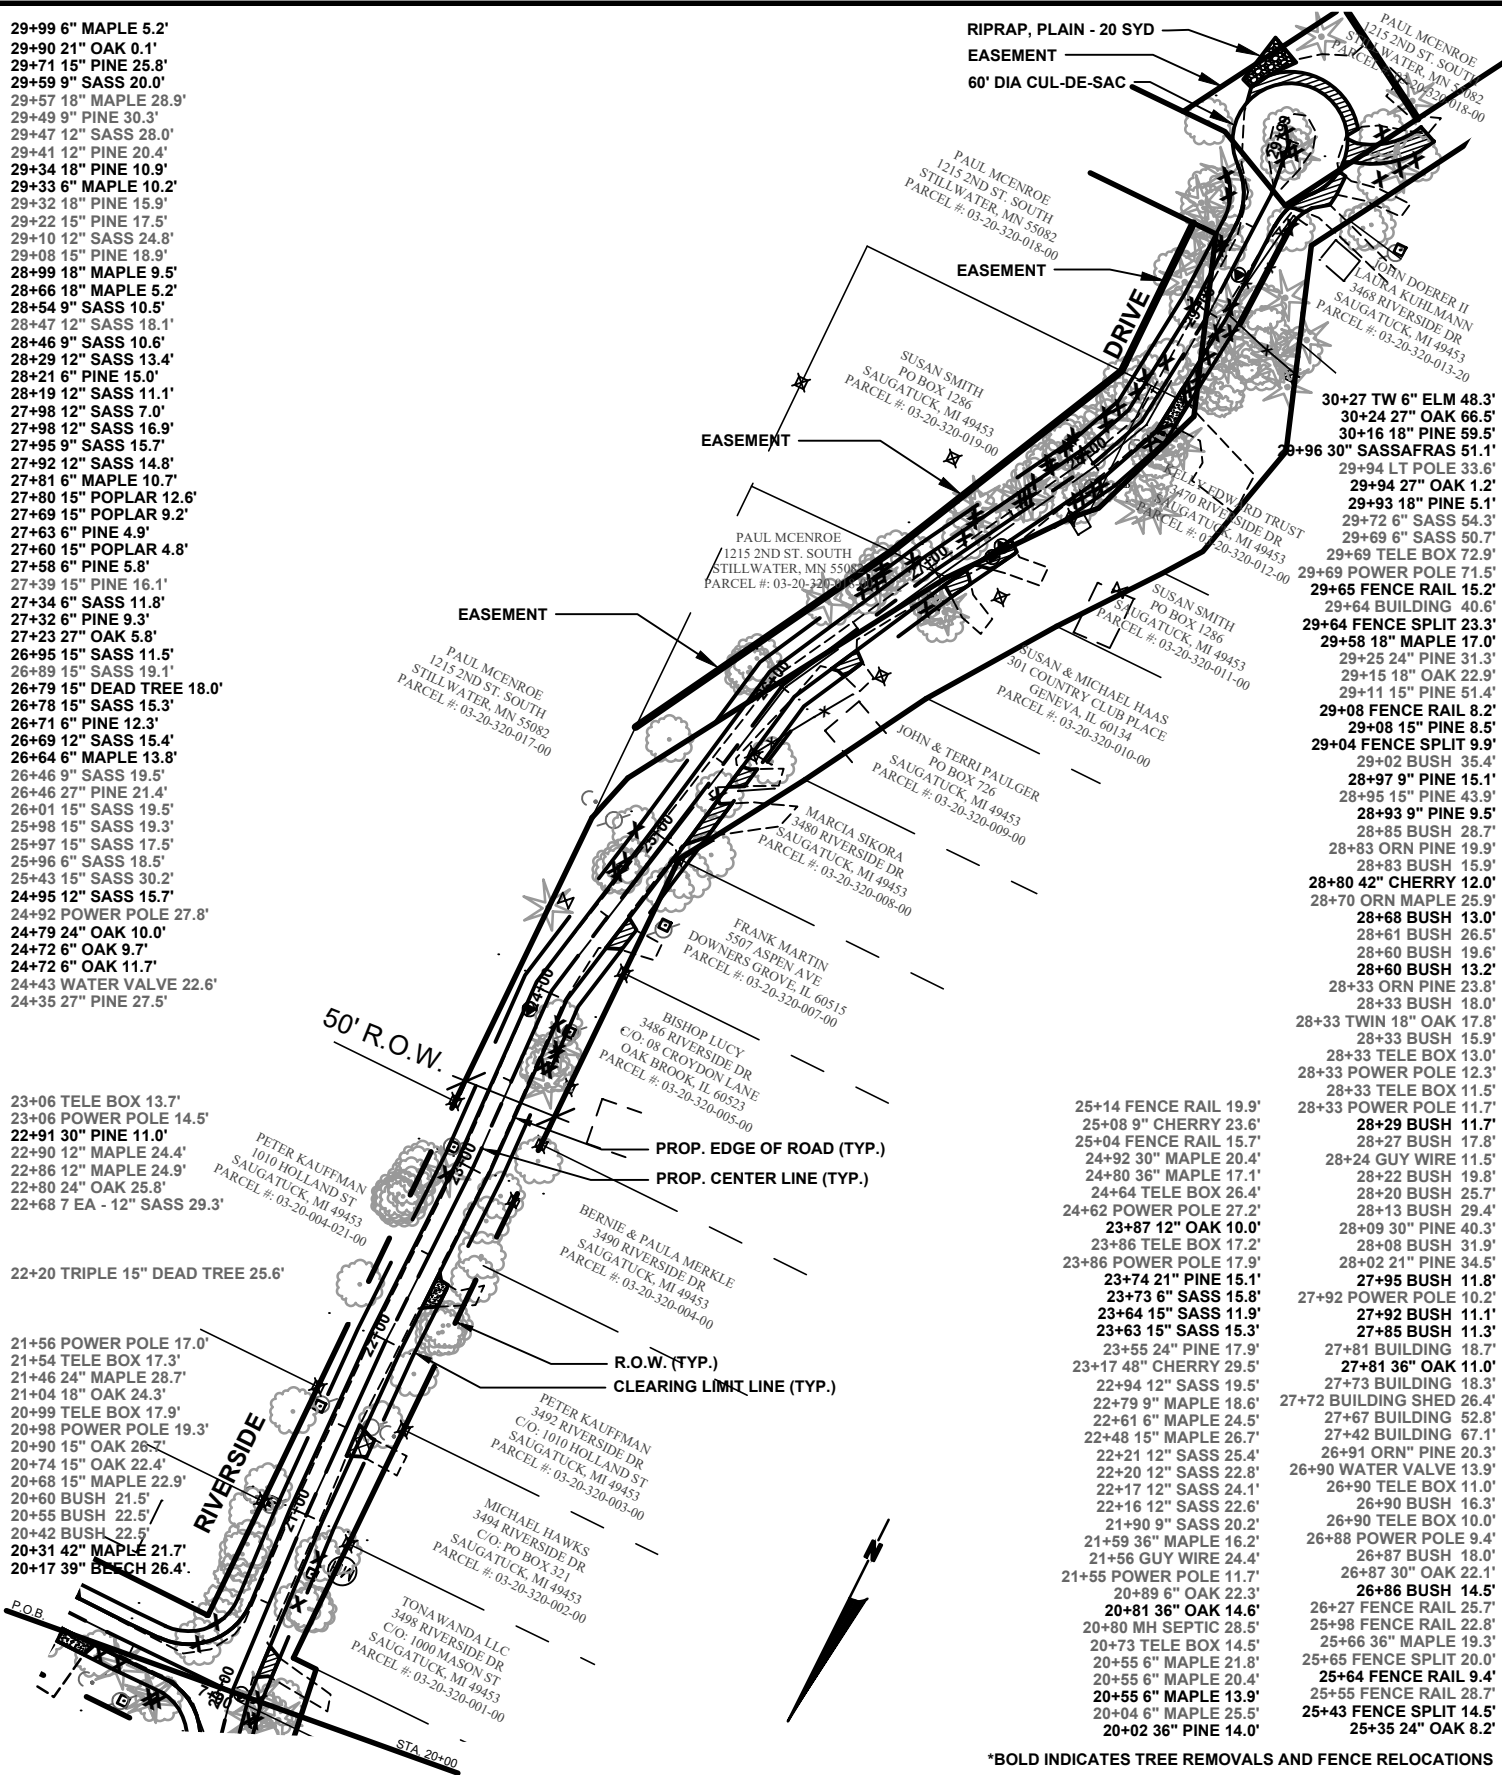 29+99 6" MAPLE 5.2'
29+90 21" OAK 0.1'
29+71 15" PINE 25.8'
29+59 9" SASS 20.0'
29+57 18" MAPLE 28.9'
29+49 9" PINE 30.3'
29+47 12" SASS 28.0'
29+41 12" PINE 20.4'
29+34 18" PINE 10.9'
29+33 6" MAPLE 10.2'
29+32 18" PINE 15.9'
29+22 15" PINE 17.5'
29+10 12" SASS 24.8'
29+08 15" PINE 18.9'
28+99 18" MAPLE 9.5'
28+66 18" MAPLE 5.2'
28+54 9" SASS 10.5'
28+47 12" SASS 18.1'
28+46 9" SASS 10.6'
28+29 12" SASS 13.4'
28+21 6" PINE 15.0'
28+19 12" SASS 11.1'
27+98 12" SASS 7.0'
27+98 12" SASS 16.9'
27+95 9" SASS 15.7'
27+92 12" SASS 14.8'
27+81 6" MAPLE 10.7'
27+80 15" POPLAR 12.6'
27+69 15" POPLAR 9.2'
27+63 6" PINE 4.9'
27+60 15" POPLAR 4.8'
27+58 6" PINE 5.8'
27+39 15" PINE 16.1'
27+34 6" SASS 11.8'
27+32 6" PINE 9.3'
27+23 27" OAK 5.8'
26+95 15" SASS 11.5'
26+89 15" SASS 19.1'
26+79 15" DEAD TREE 18.0'
26+78 15" SASS 15.3'
26+71 6" PINE 12.3'
26+69 12" SASS 15.4'
26+64 6" MAPLE 13.8'
26+46 9" SASS 19.5'
26+46 27" PINE 21.4'
26+01 15" SASS 19.5'
25+98 15" SASS 19.3'
25+97 15" SASS 17.5'
25+96 6" SASS 18.5'
25+43 15" SASS 30.2'
24+95 12" SASS 15.7'
24+92 POWER POLE 27.8'
24+79 24" OAK 10.0'
24+72 6" OAK 9.7'
24+72 6" OAK 11.7'
24+43 WATER VALVE 22.6'
24+35 27" PINE 27.5'
23+06 TELE BOX 13.7'
23+06 POWER POLE 14.5'
22+91 30" PINE 11.0'
22+90 12" MAPLE 24.4'
22+86 12" MAPLE 24.9'
22+80 24" OAK 25.8'
22+68 7 EA - 12" SASS 29.3'
22+20 TRIPLE 15" DEAD TREE 25.6'
21+56 POWER POLE 17.0'
21+54 TELE BOX 17.3'
21+46 24" MAPLE 28.7'
21+04 18" OAK 24.3'
20+99 TELE BOX 17.9'
20+98 POWER POLE 19.3'
20+90 15" OAK 26.7'
20+74 15" OAK 22.4'
20+68 15" MAPLE 22.9'
20+60 BUSH 21.5'
20+55 BUSH 22.5'
20+42 BUSH 22.5'
20+31 42" MAPLE 21.7'
20+17 39" BEECH 26.4'
RIPRAP, PLAIN - 20 SYD
EASEMENT
60' DIA CUL-DE-SAC
PAUL MCENROE
1215 2ND ST. SOUTH
STILLWATER, MN 55082
PARCEL #: 03-20-320-018-00
PAUL MCENROE
1215 2ND ST. SOUTH
STILLWATER, MN 55082
PARCEL #: 03-20-320-018-00
EASEMENT
DRIVE
JOHN DOERER II
LAURA KUHLMANN
3468 RIVERSIDE DR
SAUGATUCK, MI 49453
PARCEL #: 03-20-320-013-20
SUSAN SMITH
PO BOX 1286
SAUGATUCK, MI 49453
PARCEL #: 03-20-320-019-00
EASEMENT
KELLY EDWARD TRUST
3470 RIVERSIDE DR
SAUGATUCK, MI 49453
PARCEL #: 03-20-320-012-00
PAUL MCENROE
1215 2ND ST. SOUTH
STILLWATER, MN 55082
PARCEL #: 03-20-320-018-00
EASEMENT
SUSAN SMITH
PO BOX 1286
SAUGATUCK, MI 49453
PARCEL #: 03-20-320-011-00
PAUL MCENROE
1215 2ND ST. SOUTH
STILLWATER, MN 55082
PARCEL #: 03-20-320-017-00
SUSAN & MICHAEL HAAS
301 COUNTRY CLUB PLACE
GENEVA, IL 60134
PARCEL #: 03-20-320-010-00
JOHN & TERRI PAULGER
PO BOX 726
SAUGATUCK, MI 49453
PARCEL #: 03-20-320-009-00
MARCIA SIKORA
3480 RIVERSIDE DR
SAUGATUCK, MI 49453
PARCEL #: 03-20-320-008-00
FRANK MARTIN
5507 ASPEN AVE
DOWNERS GROVE, IL 60515
PARCEL #: 03-20-320-007-00
50' R.O.W.
BISHOP LUCY
3486 RIVERSIDE DR
C/O: 08 CROYDON LANE
OAK BROOK, IL 60523
PARCEL #: 03-20-320-005-00
PETER KAUFFMAN
1010 HOLLAND ST
SAUGATUCK, MI 49453
PARCEL #: 03-20-004-021-00
PROP. EDGE OF ROAD (TYP.)
PROP. CENTER LINE (TYP.)
BERNIE & PAULA MERKLE
3490 RIVERSIDE DR
SAUGATUCK, MI 49453
PARCEL #: 03-20-320-004-00
R.O.W. (TYP.)
CLEARING LIMIT LINE (TYP.)
PETER KAUFFMAN
3492 RIVERSIDE DR
C/O: 1010 HOLLAND ST
SAUGATUCK, MI 49453
PARCEL #: 03-20-320-003-00
RIVERSIDE
MICHAEL HAWKS
3494 RIVERSIDE DR
C/O: PO BOX 321
SAUGATUCK, MI 49453
PARCEL #: 03-20-320-002-00
TONAWANDA LLC
3498 RIVERSIDE DR
C/O: 1000 MASON ST
SAUGATUCK, MI 49453
PARCEL #: 03-20-320-001-00
P.O.B.
STA. 20+00
29+98
29+00
28+00
27+00
26+00
25+00
24+00
23+00
22+00
21+00
20+00
MH
N
30+27 TW 6" ELM 48.3'
30+24 27" OAK 66.5'
30+16 18" PINE 59.5'
29+96 30" SASSAFRAS 51.1'
29+94 LT POLE 33.6'
29+94 27" OAK 1.2'
29+93 18" PINE 5.1'
29+72 6" SASS 54.3'
29+69 6" SASS 50.7'
29+69 TELE BOX 72.9'
29+69 POWER POLE 71.5'
29+65 FENCE RAIL 15.2'
29+64 BUILDING 40.6'
29+64 FENCE SPLIT 23.3'
29+58 18" MAPLE 17.0'
29+25 24" PINE 31.3'
29+15 18" OAK 22.9'
29+11 15" PINE 51.4'
29+08 FENCE RAIL 8.2'
29+08 15" PINE 8.5'
29+04 FENCE SPLIT 9.9'
29+02 BUSH 35.4'
28+97 9" PINE 15.1'
28+95 15" PINE 43.9'
28+93 9" PINE 9.5'
28+85 BUSH 28.7'
28+83 ORN PINE 19.9'
28+83 BUSH 15.9'
28+80 42" CHERRY 12.0'
28+70 ORN MAPLE 25.9'
28+68 BUSH 13.0'
28+61 BUSH 26.5'
28+60 BUSH 19.6'
28+60 BUSH 13.2'
28+33 ORN PINE 23.8'
28+33 BUSH 18.0'
28+33 TWIN 18" OAK 17.8'
28+33 BUSH 15.9'
28+33 TELE BOX 13.0'
28+33 POWER POLE 12.3'
28+33 TELE BOX 11.5'
28+33 POWER POLE 11.7'
28+29 BUSH 11.7'
28+27 BUSH 17.8'
28+24 GUY WIRE 11.5'
28+22 BUSH 19.8'
28+20 BUSH 25.7'
28+13 BUSH 29.4'
28+09 30" PINE 40.3'
28+08 BUSH 31.9'
28+02 21" PINE 34.5'
27+95 BUSH 11.8'
27+92 POWER POLE 10.2'
27+92 BUSH 11.1'
27+85 BUSH 11.3'
27+81 BUILDING 18.7'
27+81 36" OAK 11.0'
27+73 BUILDING 18.3'
27+72 BUILDING SHED 26.4'
27+67 BUILDING 52.8'
27+42 BUILDING 67.1'
26+91 ORN" PINE 20.3'
26+90 WATER VALVE 13.9'
26+90 TELE BOX 11.0'
26+90 BUSH 16.3'
26+90 TELE BOX 10.0'
26+88 POWER POLE 9.4'
26+87 BUSH 18.0'
26+87 30" OAK 22.1'
26+86 BUSH 14.5'
26+27 FENCE RAIL 25.7'
25+98 FENCE RAIL 22.8'
25+66 36" MAPLE 19.3'
25+65 FENCE SPLIT 20.0'
25+64 FENCE RAIL 9.4'
25+55 FENCE RAIL 28.7'
25+43 FENCE SPLIT 14.5'
25+35 24" OAK 8.2'
25+14 FENCE RAIL 19.9'
25+08 9" CHERRY 23.6'
25+04 FENCE RAIL 15.7'
24+92 30" MAPLE 20.4'
24+80 36" MAPLE 17.1'
24+64 TELE BOX 26.4'
24+62 POWER POLE 27.2'
23+87 12" OAK 10.0'
23+86 TELE BOX 17.2'
23+86 POWER POLE 17.9'
23+74 21" PINE 15.1'
23+73 6" SASS 15.8'
23+64 15" SASS 11.9'
23+63 15" SASS 15.3'
23+55 24" PINE 17.9'
23+17 48" CHERRY 29.5'
22+94 12" SASS 19.5'
22+79 9" MAPLE 18.6'
22+61 6" MAPLE 24.5'
22+48 15" MAPLE 26.7'
22+21 12" SASS 25.4'
22+20 12" SASS 22.8'
22+17 12" SASS 24.1'
22+16 12" SASS 22.6'
21+90 9" SASS 20.2'
21+59 36" MAPLE 16.2'
21+56 GUY WIRE 24.4'
21+55 POWER POLE 11.7'
20+89 6" OAK 22.3'
20+81 36" OAK 14.6'
20+80 MH SEPTIC 28.5'
20+73 TELE BOX 14.5'
20+55 6" MAPLE 21.8'
20+55 6" MAPLE 20.4'
20+55 6" MAPLE 13.9'
20+04 6" MAPLE 25.5'
20+02 36" PINE 14.0'
*BOLD INDICATES TREE REMOVALS AND FENCE RELOCATIONS